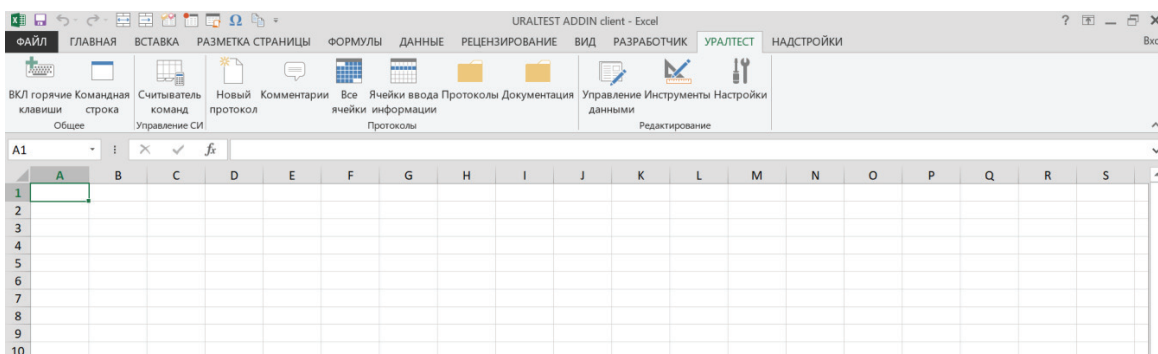 URALTEST ADDIN client - Excel
ФАЙЛ ГЛАВНАЯ ВСТАВКА РАЗМЕТКА СТРАНИЦЫ ФОРМУЛЫ ДАННЫЕ РЕЦЕНЗИРОВАНИЕ ВИД РАЗРАБОТЧИК УРАЛТЕСТ НАДСТРОЙКИ Вхо
ВКЛ горячие Командная Считыватель Новый Комментарии Все Ячейки ввода Протоколы Документация Управление Инструменты Настройки
клавиши строка команд протокол ячейки информации данными
Общее Управление СИ Протоколы Редактирование
A1 fx
A B C D E F G H I J K L M N O P Q R S
1
2
3
4
5
6
7
8
9
10